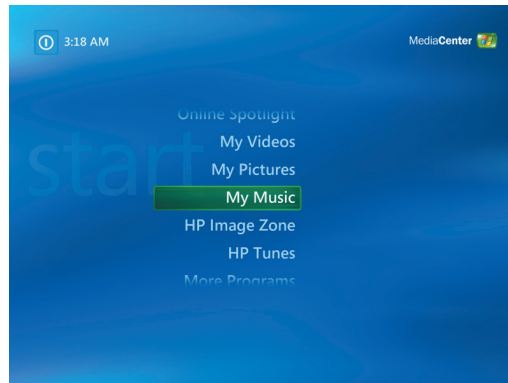 3:18 AM
MediaCenter
start
Online Spotlight
My Videos
My Pictures
My Music
HP Image Zone
HP Tunes
More Programs